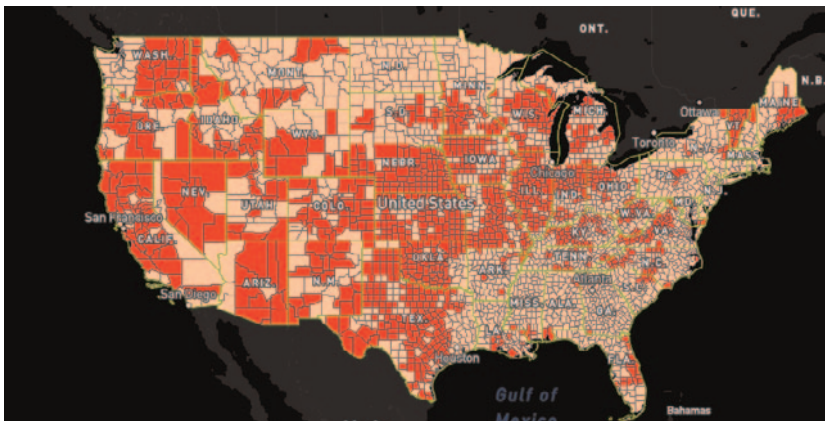 QUE.
ONT.
WASH.
MONT.
N.D.
MINN.
N.B.
MAINE
Ottawa
ORE.
IDAHO
WYO.
S.D.
WIS.
MICH.
Toronto
VT.
N.Y.
MASS.
NEBR.
IOWA
Chicago
PA.
NEV.
UTAH
COLO.
United States
ILL.
IND.
OHIO
MD.
N.J.
San Francisco
CALIF.
W.VA.
VA.
KY.
San Diego
ARIZ.
N.M.
OKLA.
ARK.
TENN.
N.C.
Atlanta
S.C.
TEX.
MISS.
ALA.
GA.
LA.
Houston
FLA.
Gulf of
Mexico
Bahamas